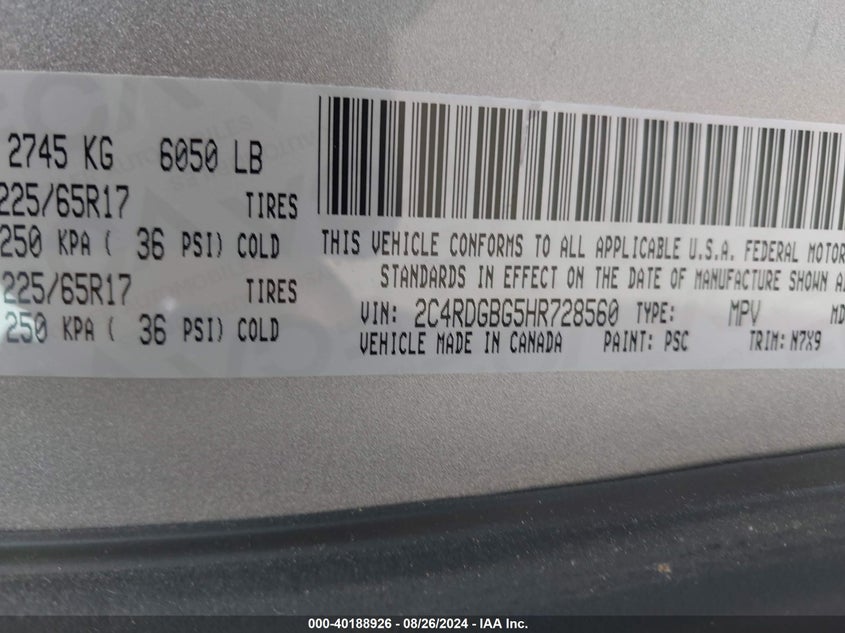 2745 KG 6050 LB
225/65R17 TIRES
250 KPA ( 36 PSI) COLD
225/65R17 TIRES
250 KPA ( 36 PSI) COLD
THIS VEHICLE CONFORMS TO ALL APPLICABLE U.S.A. FEDERAL MOTOR
STANDARDS IN EFFECT ON THE DATE OF MANUFACTURE SHOWN A
VIN: 2C4RDGBG5HR728560 TYPE: MPV MD
VEHICLE MADE IN CANADA PAINT: PSC TRIM: N7X9
000-40188926 - 08/26/2024 - IAA Inc.